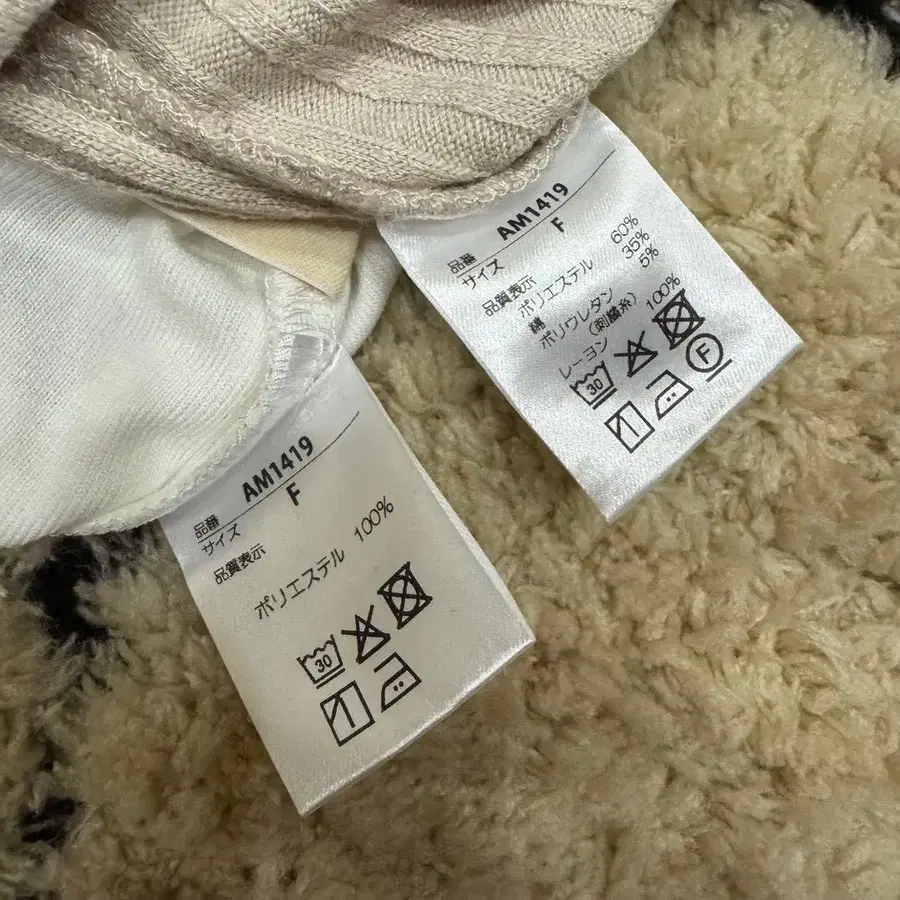 品番 AM1419
サイズ F
品質表示
ポリエステル 100%
30
品番 AM1419
サイズ F
品質表示
ポリエステル 60%
綿 35%
ポリウレタン 5%
(刺繍糸)
レーヨン 100%
30
F